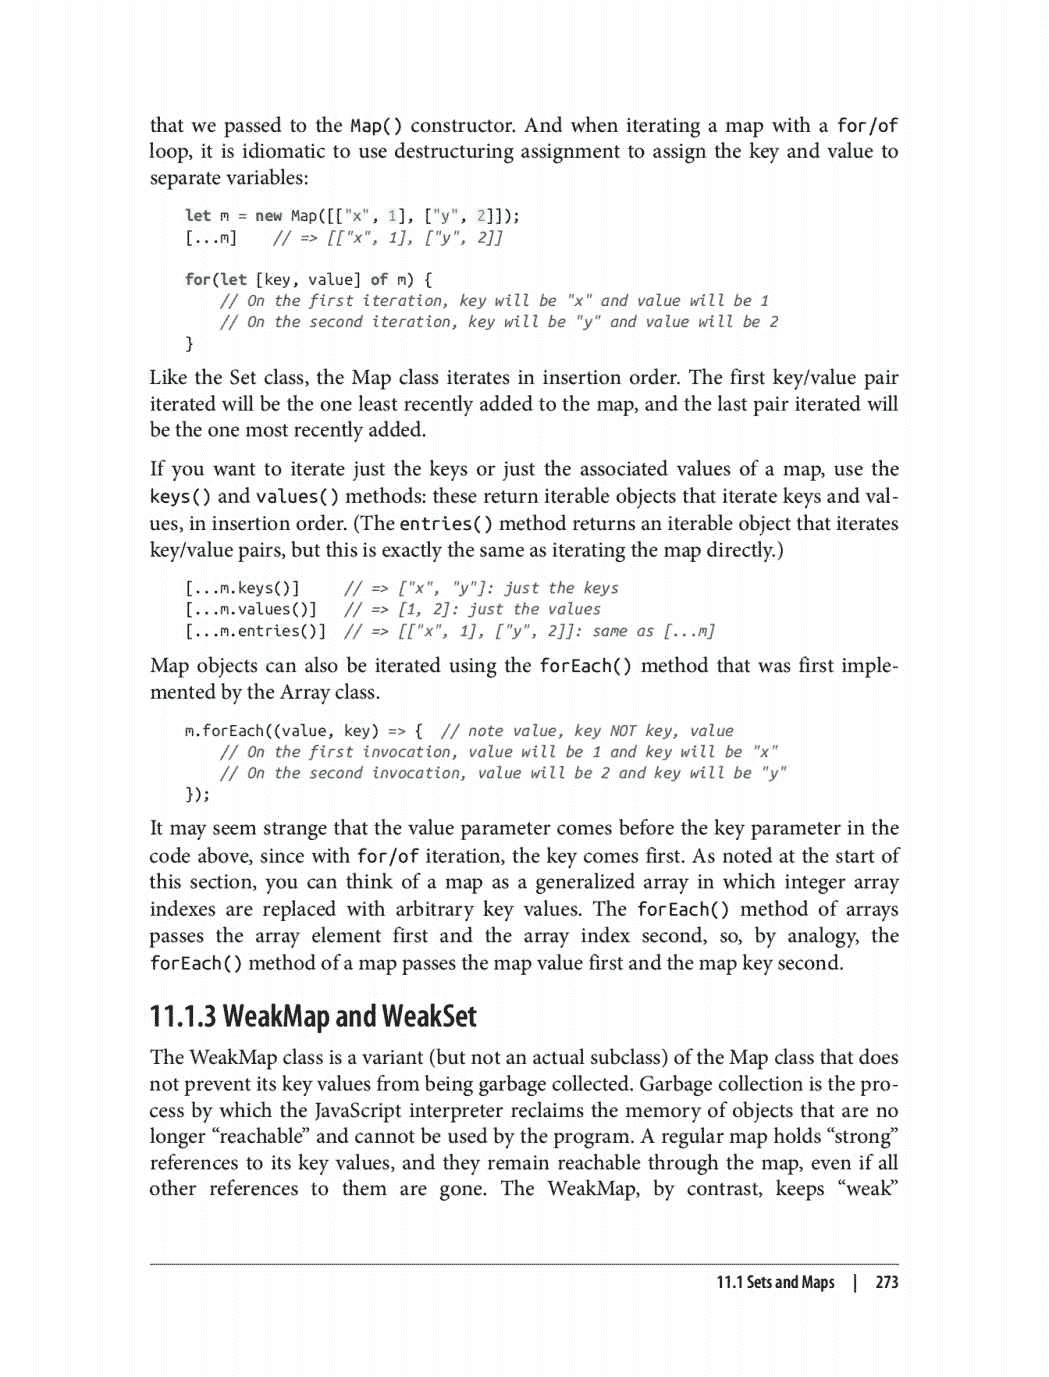 that we passed to the Map() constructor. And when iterating a map with a for/of
loop, it is idiomatic to use destructuring assignment to assign the key and value to
separate variables:
let m = new Map([["x", 1], ["y", 2]]);
[...m]    // => [["x", 1], ["y", 2]]
for(let [key, value] of m) {
    // On the first iteration, key will be "x" and value will be 1
    // On the second iteration, key will be "y" and value will be 2
}
Like the Set class, the Map class iterates in insertion order. The first key/value pair
iterated will be the one least recently added to the map, and the last pair iterated will
be the one most recently added.
If you want to iterate just the keys or just the associated values of a map, use the
keys() and values() methods: these return iterable objects that iterate keys and val-
ues, in insertion order. (The entries() method returns an iterable object that iterates
key/value pairs, but this is exactly the same as iterating the map directly.)
[...m.keys()]     // => ["x", "y"]: just the keys
[...m.values()]   // => [1, 2]: just the values
[...m.entries()]  // => [["x", 1], ["y", 2]]: same as [...m]
Map objects can also be iterated using the forEach() method that was first imple-
mented by the Array class.
m.forEach((value, key) => {  // note value, key NOT key, value
    // On the first invocation, value will be 1 and key will be "x"
    // On the second invocation, value will be 2 and key will be "y"
});
It may seem strange that the value parameter comes before the key parameter in the
code above, since with for/of iteration, the key comes first. As noted at the start of
this section, you can think of a map as a generalized array in which integer array
indexes are replaced with arbitrary key values. The forEach() method of arrays
passes the array element first and the array index second, so, by analogy, the
forEach() method of a map passes the map value first and the map key second.
11.1.3 WeakMap and WeakSet
The WeakMap class is a variant (but not an actual subclass) of the Map class that does
not prevent its key values from being garbage collected. Garbage collection is the pro-
cess by which the JavaScript interpreter reclaims the memory of objects that are no
longer “reachable” and cannot be used by the program. A regular map holds “strong”
references to its key values, and they remain reachable through the map, even if all
other references to them are gone. The WeakMap, by contrast, keeps “weak”
11.1 Sets and Maps | 273